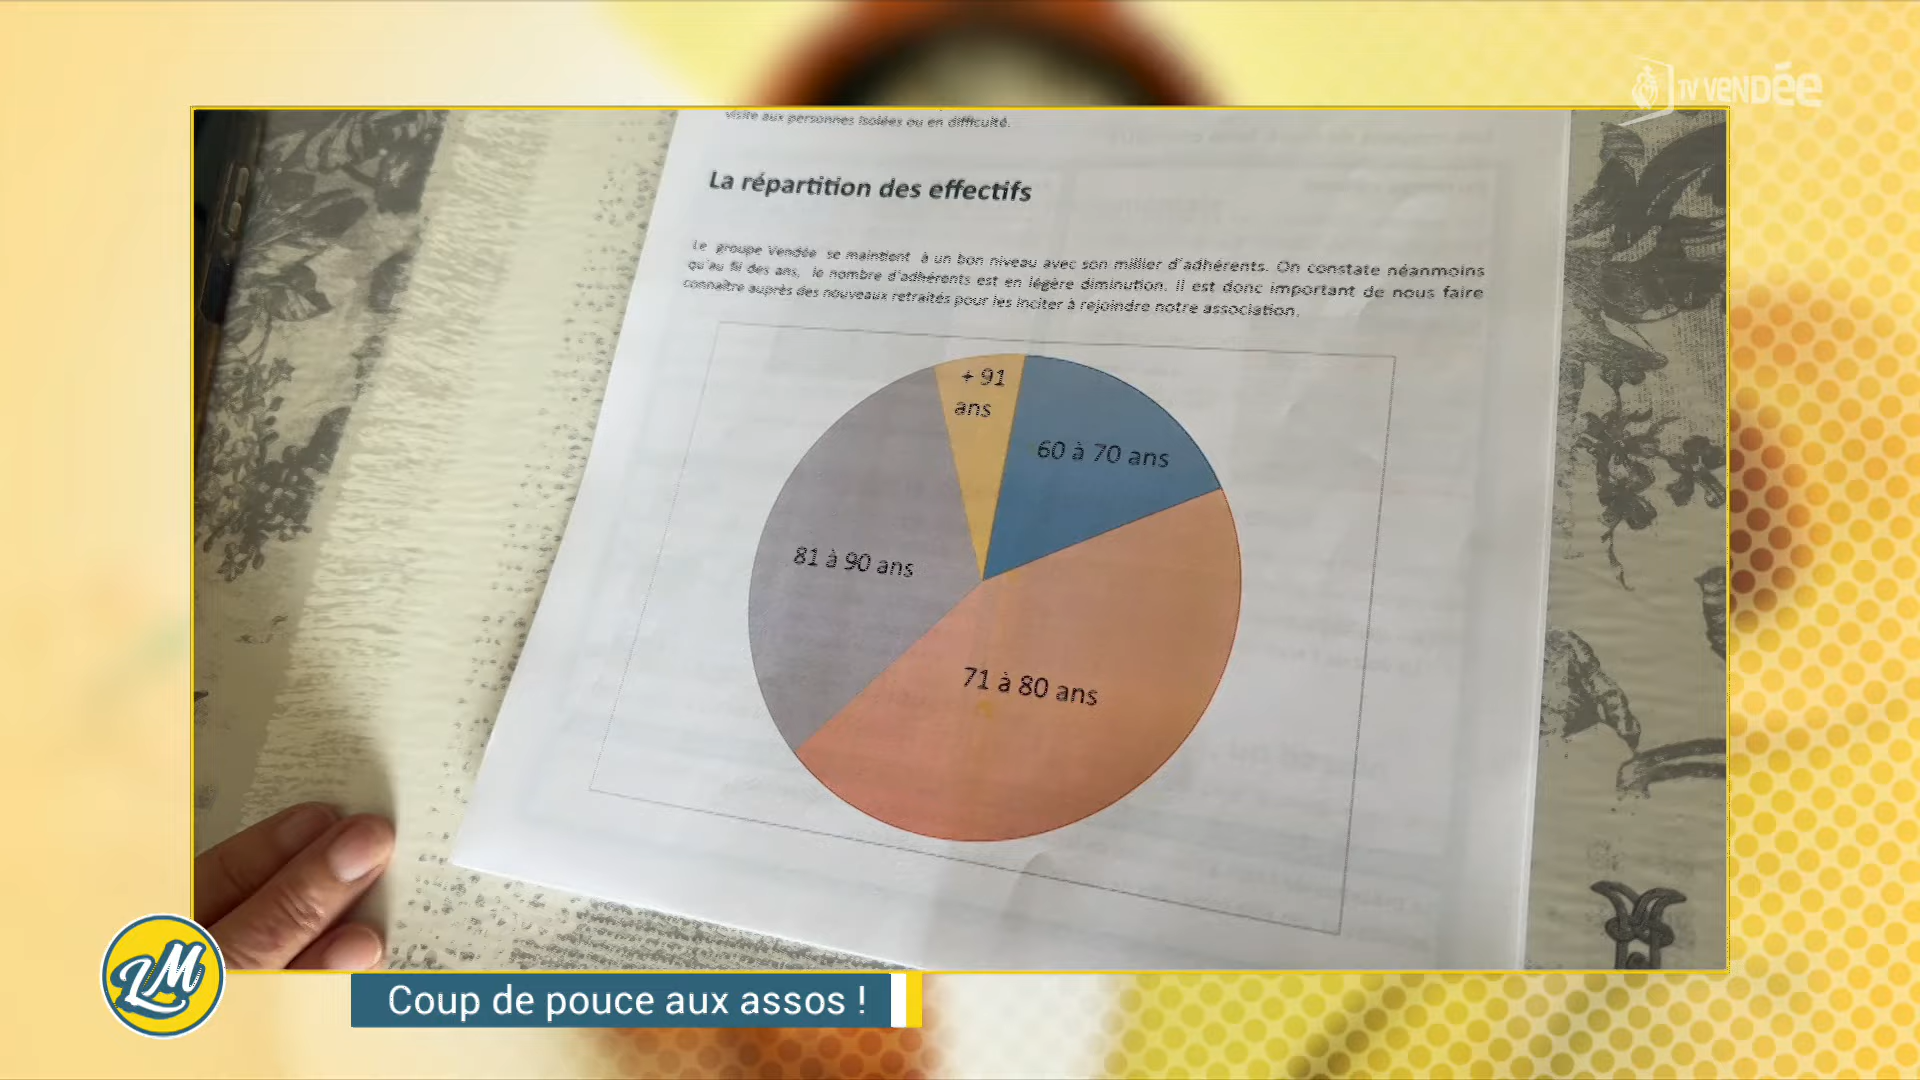 TV VENDÉE
visite aux personnes isolées ou en difficulté.
La répartition des effectifs
Le groupe Vendée se maintient à un bon niveau avec son millier d'adhérents. On constate néanmoins
qu'au fil des ans, le nombre d'adhérents est en légère diminution. Il est donc important de nous faire
connaître auprès des nouveaux retraités pour les inciter à rejoindre notre association.
+ 91
ans
60 à 70 ans
81 à 90 ans
71 à 80 ans
LM
Coup de pouce aux assos !